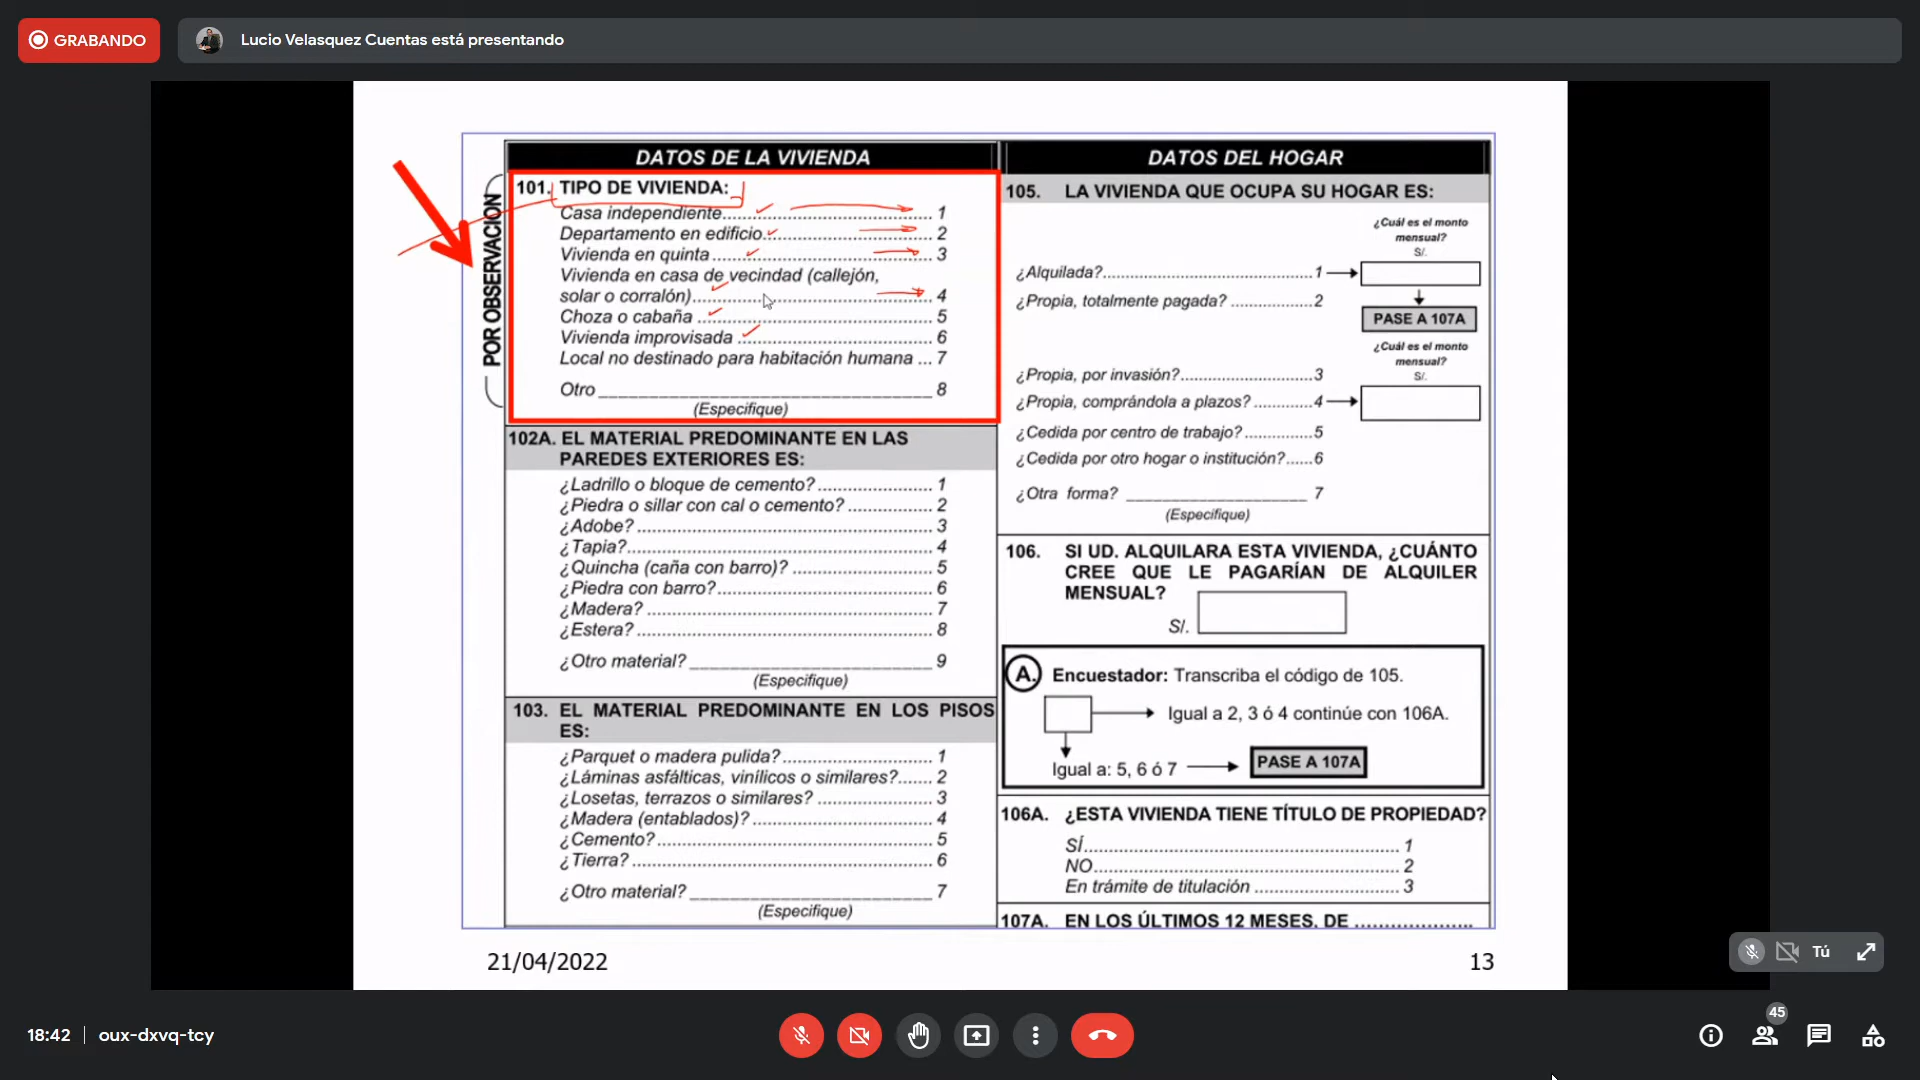 GRABANDO
Lucio Velasquez Cuentas está presentando
DATOS DE LA VIVIENDA
POR OBSERVACIÓN
101. TIPO DE VIVIENDA:
Casa independiente............................................ 1
Departamento en edificio.................................. 2
Vivienda en quinta............................................. 3
Vivienda en casa de vecindad (callejón,
solar o corralón)................................................. 4
Choza o cabaña ................................................ 5
Vivienda improvisada ........................................ 6
Local no destinado para habitación humana ... 7
Otro ________________________________ 8
(Especifique)
102A. EL MATERIAL PREDOMINANTE EN LAS
PAREDES EXTERIORES ES:
¿Ladrillo o bloque de cemento? ....................... 1
¿Piedra o sillar con cal o cemento? ................. 2
¿Adobe? ............................................................ 3
¿Tapia?.............................................................. 4
¿Quincha (caña con barro)? ............................ 5
¿Piedra con barro?............................................ 6
¿Madera? .......................................................... 7
¿Estera? ............................................................ 8
¿Otro material? ________________________ 9
(Especifique)
103. EL MATERIAL PREDOMINANTE EN LOS PISOS
ES:
¿Parquet o madera pulida?.............................. 1
¿Láminas asfálticas, vinílicos o similares?....... 2
¿Losetas, terrazos o similares? ....................... 3
¿Madera (entablados)? .................................... 4
¿Cemento?........................................................ 5
¿Tierra? ............................................................. 6
¿Otro material? ________________________ 7
(Especifique)
DATOS DEL HOGAR
105. LA VIVIENDA QUE OCUPA SU HOGAR ES:
¿Cuál es el monto
mensual?
S/.
¿Alquilada?.......................................... 1
¿Propia, totalmente pagada? ................ 2
PASE A 107A
¿Cuál es el monto
mensual?
S/.
¿Propia, por invasión?........................... 3
¿Propia, comprándola a plazos? ............ 4
¿Cedida por centro de trabajo? .............. 5
¿Cedida por otro hogar o institución?...... 6
¿Otra forma? ____________________ 7
(Especifique)
106. SI UD. ALQUILARA ESTA VIVIENDA, ¿CUÁNTO
CREE QUE LE PAGARÍAN DE ALQUILER
MENSUAL?
S/.
A. Encuestador: Transcriba el código de 105.
Igual a 2, 3 ó 4 continúe con 106A.
Igual a: 5, 6 ó 7 PASE A 107A
106A. ¿ESTA VIVIENDA TIENE TÍTULO DE PROPIEDAD?
SÍ................................................................ 1
NO.............................................................. 2
En trámite de titulación ............................. 3
107A. EN LOS ÚLTIMOS 12 MESES, DE ....................
21/04/2022
13
Tú
18:42
oux-dxvq-tcy
45